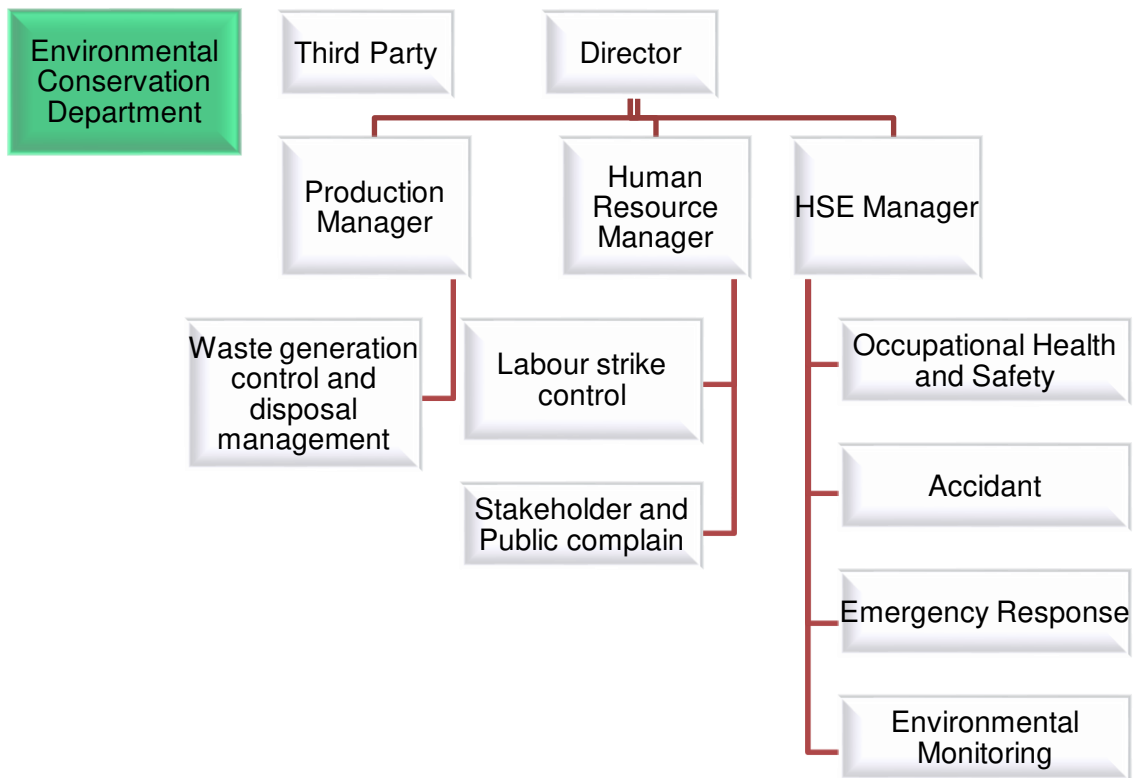 Environmental
Conservation
Department
Third Party
Director
Production
Manager
Human
Resource
Manager
HSE Manager
Waste generation
control and
disposal
management
Labour strike
control
Stakeholder and
Public complain
Occupational Health
and Safety
Accidant
Emergency Response
Environmental
Monitoring